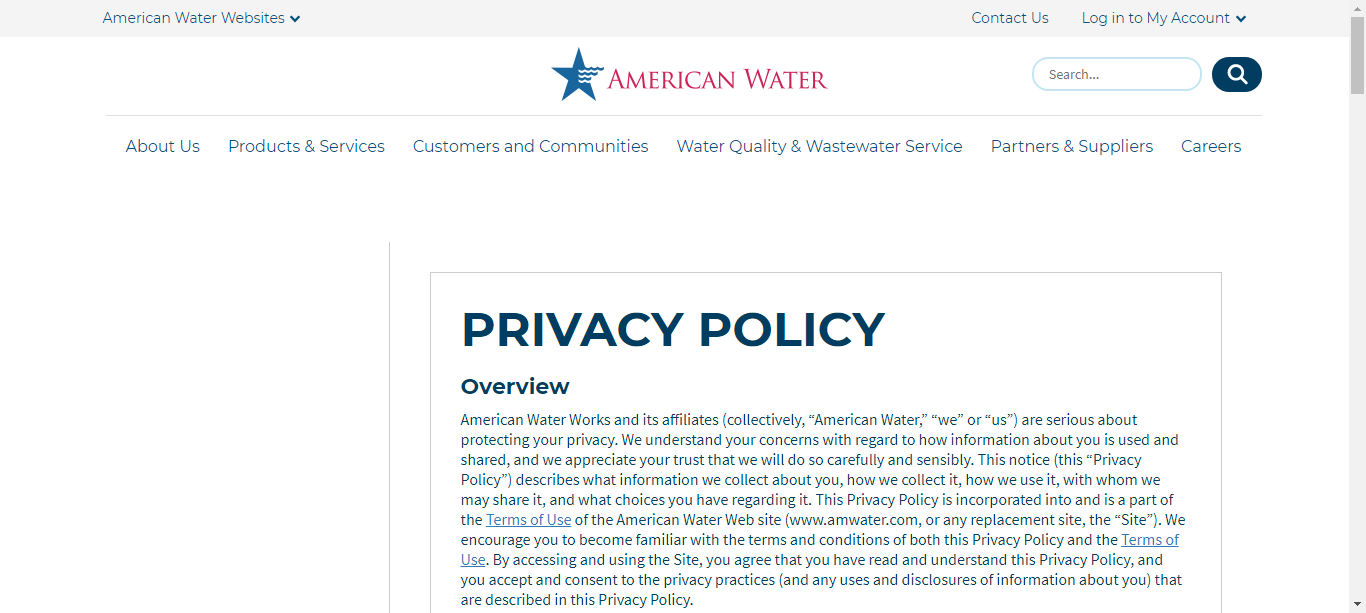 American Water Websites
Contact Us
Log in to My Account
AMERICAN WATER
Search...
About Us
Products & Services
Customers and Communities
Water Quality & Wastewater Service
Partners & Suppliers
Careers
PRIVACY POLICY
Overview
American Water Works and its affiliates (collectively, “American Water,” “we” or “us”) are serious about
protecting your privacy. We understand your concerns with regard to how information about you is used and
shared, and we appreciate your trust that we will do so carefully and sensibly. This notice (this “Privacy
Policy”) describes what information we collect about you, how we collect it, how we use it, with whom we
may share it, and what choices you have regarding it. This Privacy Policy is incorporated into and is a part of
the Terms of Use of the American Water Web site (www.amwater.com, or any replacement site, the “Site”). We
encourage you to become familiar with the terms and conditions of both this Privacy Policy and the Terms of
Use. By accessing and using the Site, you agree that you have read and understand this Privacy Policy, and
you accept and consent to the privacy practices (and any uses and disclosures of information about you) that
are described in this Privacy Policy.